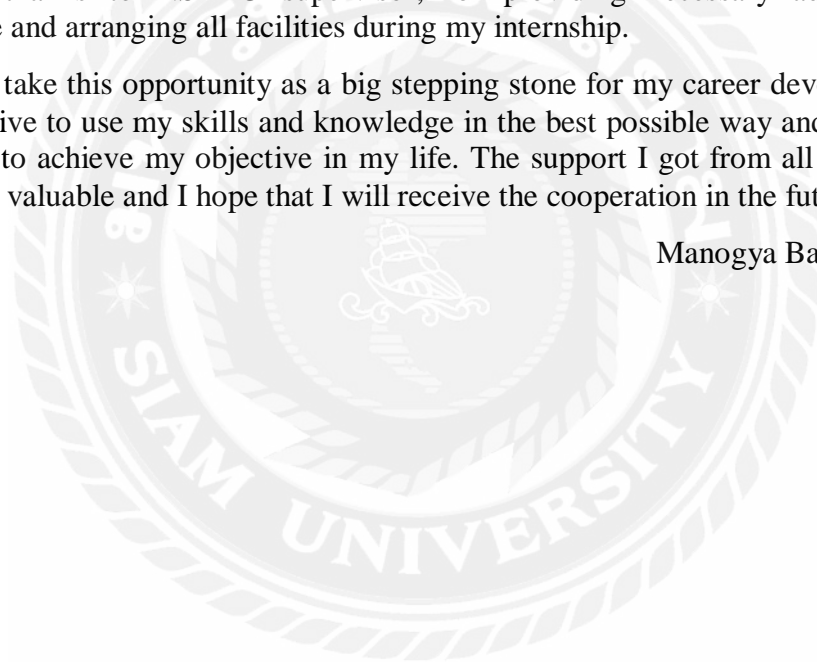 and arranging all facilities during my internship.
take this opportunity as a big stepping stone for my career dev
ive to use my skills and knowledge in the best possible way and
to achieve my objective in my life. The support I got from all
valuable and I hope that I will receive the cooperation in the fut
Manogya Ba
SIAM UNIVERSITY